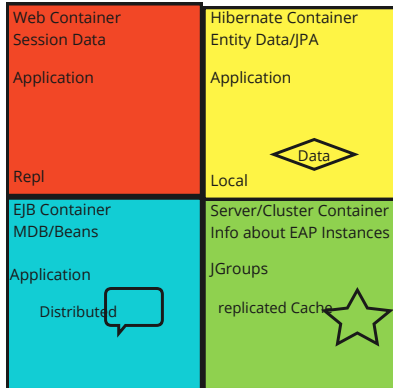 Web Container
Session Data
Application
Repl
Hibernate Container
Entity Data/JPA
Application
Data
Local
EJB Container
MDB/Beans
Application
Distributed
Server/Cluster Container
Info about EAP Instances
JGroups
replicated Cache